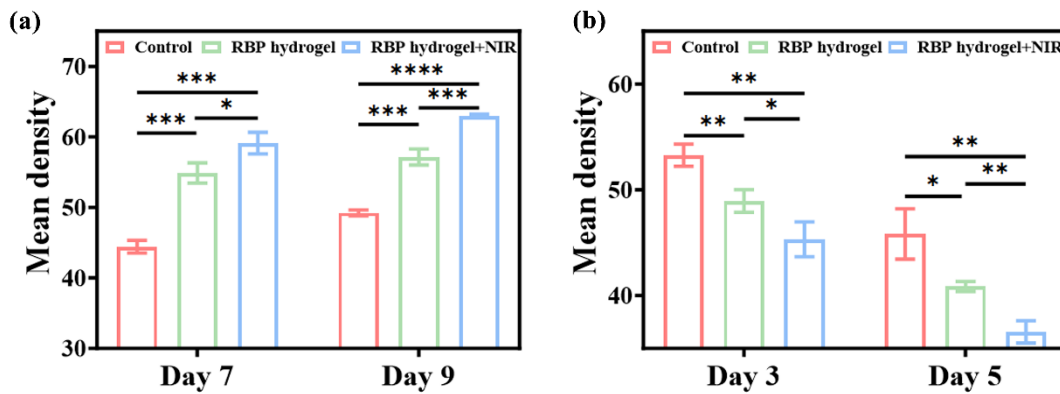 (a)
Control RBP hydrogel RBP hydrogel+NIR
Mean density
70
60
50
40
30
*** * ***
**** *** ***
Day 7 Day 9
(b)
Control RBP hydrogel RBP hydrogel+NIR
Mean density
60
50
40
** * **
** * **
Day 3 Day 5